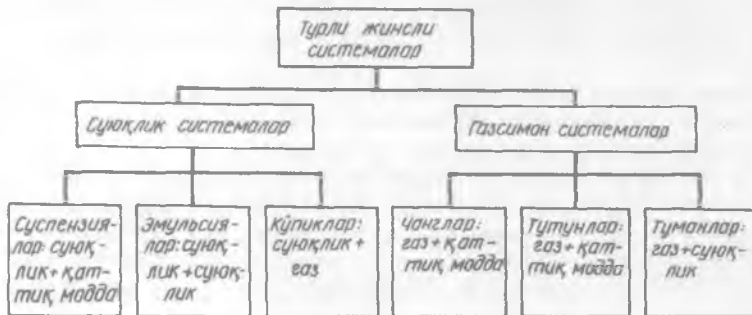 Турли жинсли
системалар
Суюқлик системалар
Газсимон системалар
Суспензия-
лар: суюқ-
лик+қат-
тиқ модда
Эмульсия-
лар: суюқ-
лик+суюқ-
лик
Кўпиклар:
суюқлик+
газ
Чанглар:
газ+қат-
тиқ модда
Тутунлар:
газ+қат-
тиқ модда
Туманлар:
газ+суюқ-
лик